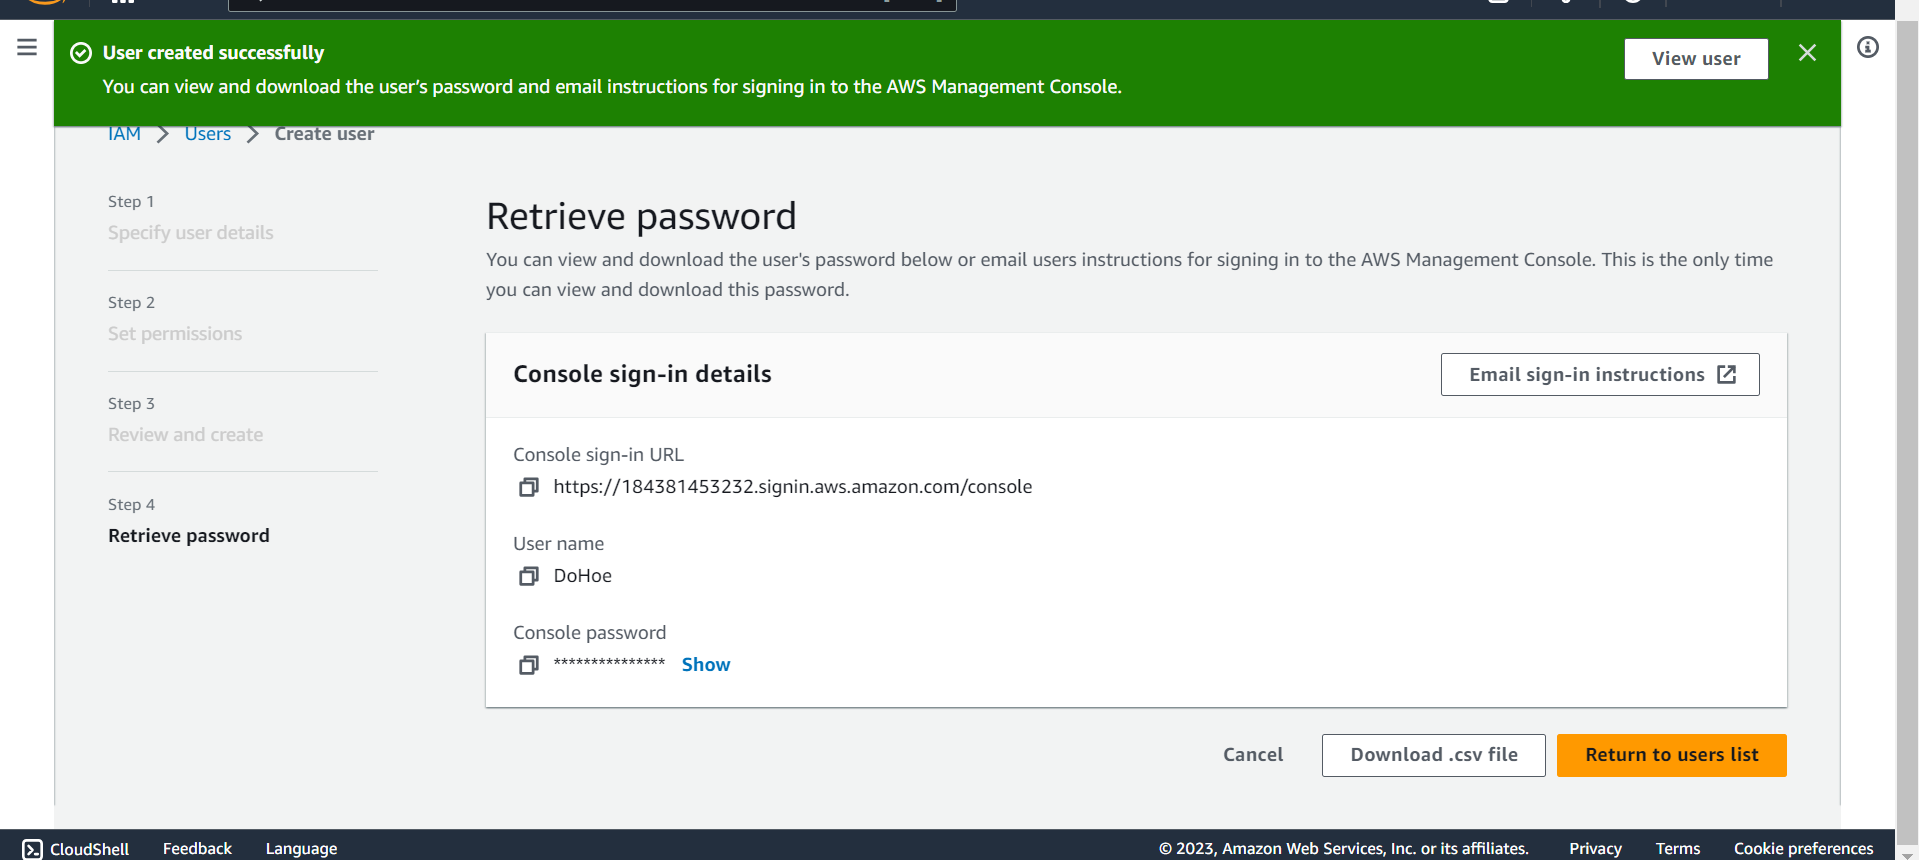 User created successfully
View user
You can view and download the user's password and email instructions for signing in to the AWS Management Console.
IAM > Users > Create user
Step 1
Specify user details
Step 2
Set permissions
Step 3
Review and create
Step 4
Retrieve password
Retrieve password
You can view and download the user's password below or email users instructions for signing in to the AWS Management Console. This is the only time
you can view and download this password.
Console sign-in details
Email sign-in instructions
Console sign-in URL
https://184381453232.signin.aws.amazon.com/console
User name
DoHoe
Console password
*************** Show
Cancel
Download .csv file
Return to users list
CloudShell
Feedback
Language
© 2023, Amazon Web Services, Inc. or its affiliates.
Privacy
Terms
Cookie preferences